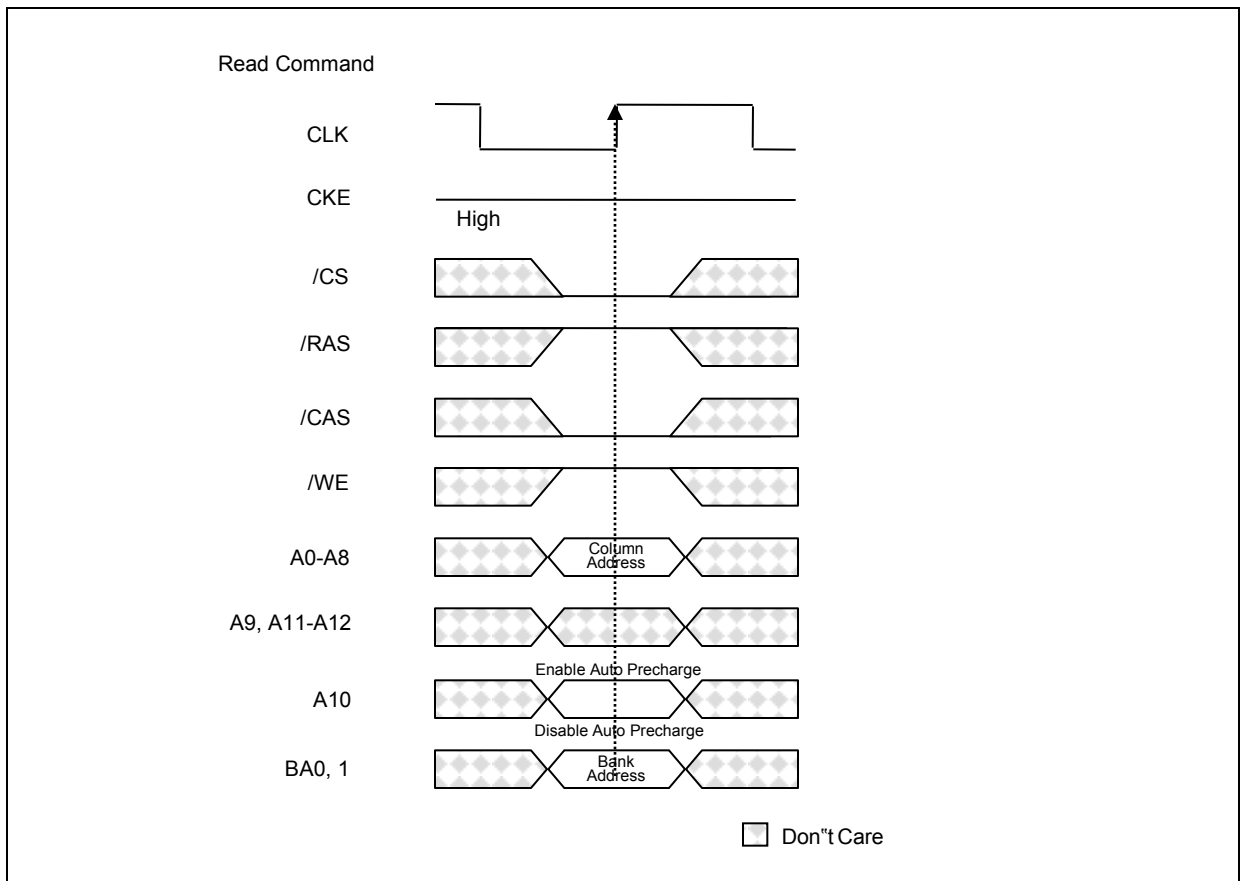 Read Command
CLK
CKE
High
/CS
/RAS
/CAS
/WE
A0-A8
Column
Address
A9, A11-A12
Enable Auto Precharge
A10
Disable Auto Precharge
BA0, 1
Bank
Address
Don‟t Care